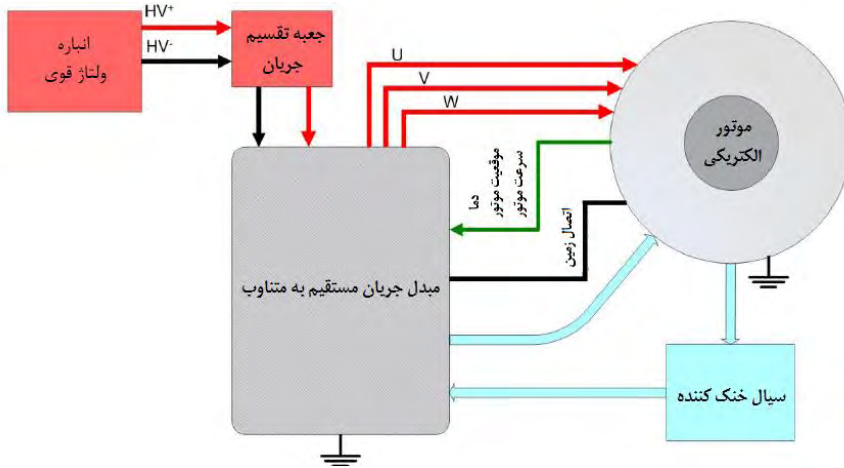 HV⁺
HV⁻
انباره
ولتاژ قوی
جعبه تقسیم
جریان
U
V
W
موتور
الکتریکی
سرعت موتور
موقعیت موتور
دما
اتصال زمین
مبدل جریان مستقیم به متناوب
سیال خنک کننده